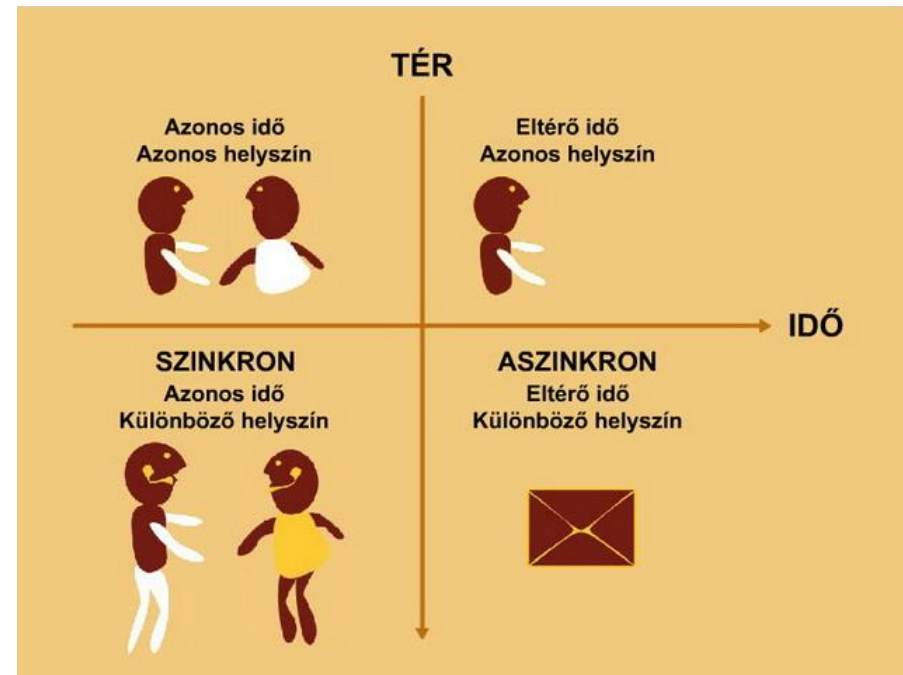 TÉR
Azonos idő
Azonos helyszín
Eltérő idő
Azonos helyszín
IDŐ
SZINKRON
Azonos idő
Különböző helyszín
ASZINKRON
Eltérő idő
Különböző helyszín